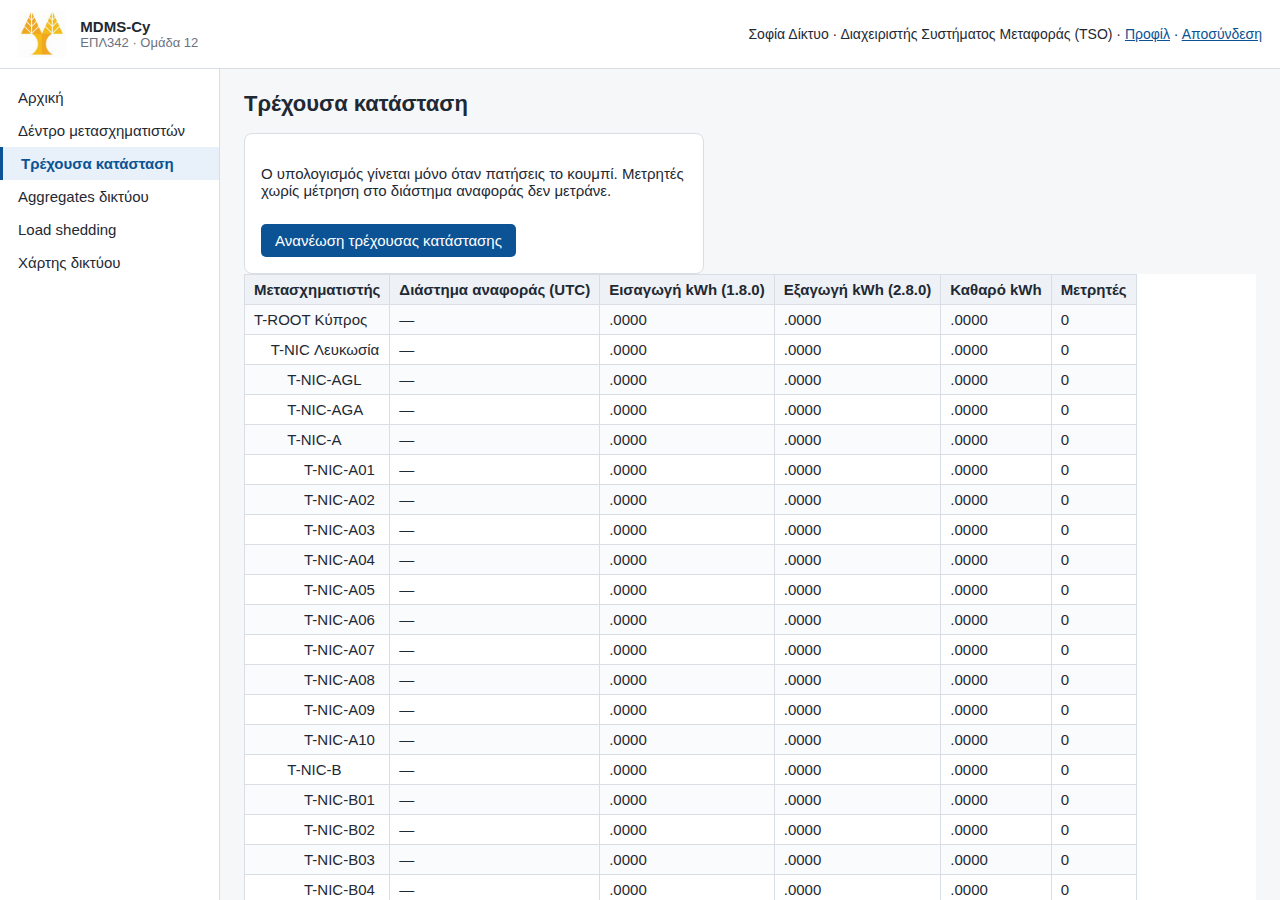 MDMS-Cy
ΕΠΛ342 · Ομάδα 12
Σοφία Δίκτυο · Διαχειριστής Συστήματος Μεταφοράς (TSO) · Προφίλ · Αποσύνδεση
Αρχική
Δέντρο μετασχηματιστών
Τρέχουσα κατάσταση
Aggregates δικτύου
Load shedding
Χάρτης δικτύου
Τρέχουσα κατάσταση
Ο υπολογισμός γίνεται μόνο όταν πατήσεις το κουμπί. Μετρητές
χωρίς μέτρηση στο διάστημα αναφοράς δεν μετράνε.
Ανανέωση τρέχουσας κατάστασης
Μετασχηματιστής Διάστημα αναφοράς (UTC) Εισαγωγή kWh (1.8.0) Εξαγωγή kWh (2.8.0) Καθαρό kWh Μετρητές
T-ROOT Κύπρος — .0000 .0000 .0000 0
T-NIC Λευκωσία — .0000 .0000 .0000 0
T-NIC-AGL — .0000 .0000 .0000 0
T-NIC-AGA — .0000 .0000 .0000 0
T-NIC-A — .0000 .0000 .0000 0
T-NIC-A01 — .0000 .0000 .0000 0
T-NIC-A02 — .0000 .0000 .0000 0
T-NIC-A03 — .0000 .0000 .0000 0
T-NIC-A04 — .0000 .0000 .0000 0
T-NIC-A05 — .0000 .0000 .0000 0
T-NIC-A06 — .0000 .0000 .0000 0
T-NIC-A07 — .0000 .0000 .0000 0
T-NIC-A08 — .0000 .0000 .0000 0
T-NIC-A09 — .0000 .0000 .0000 0
T-NIC-A10 — .0000 .0000 .0000 0
T-NIC-B — .0000 .0000 .0000 0
T-NIC-B01 — .0000 .0000 .0000 0
T-NIC-B02 — .0000 .0000 .0000 0
T-NIC-B03 — .0000 .0000 .0000 0
T-NIC-B04 — .0000 .0000 .0000 0